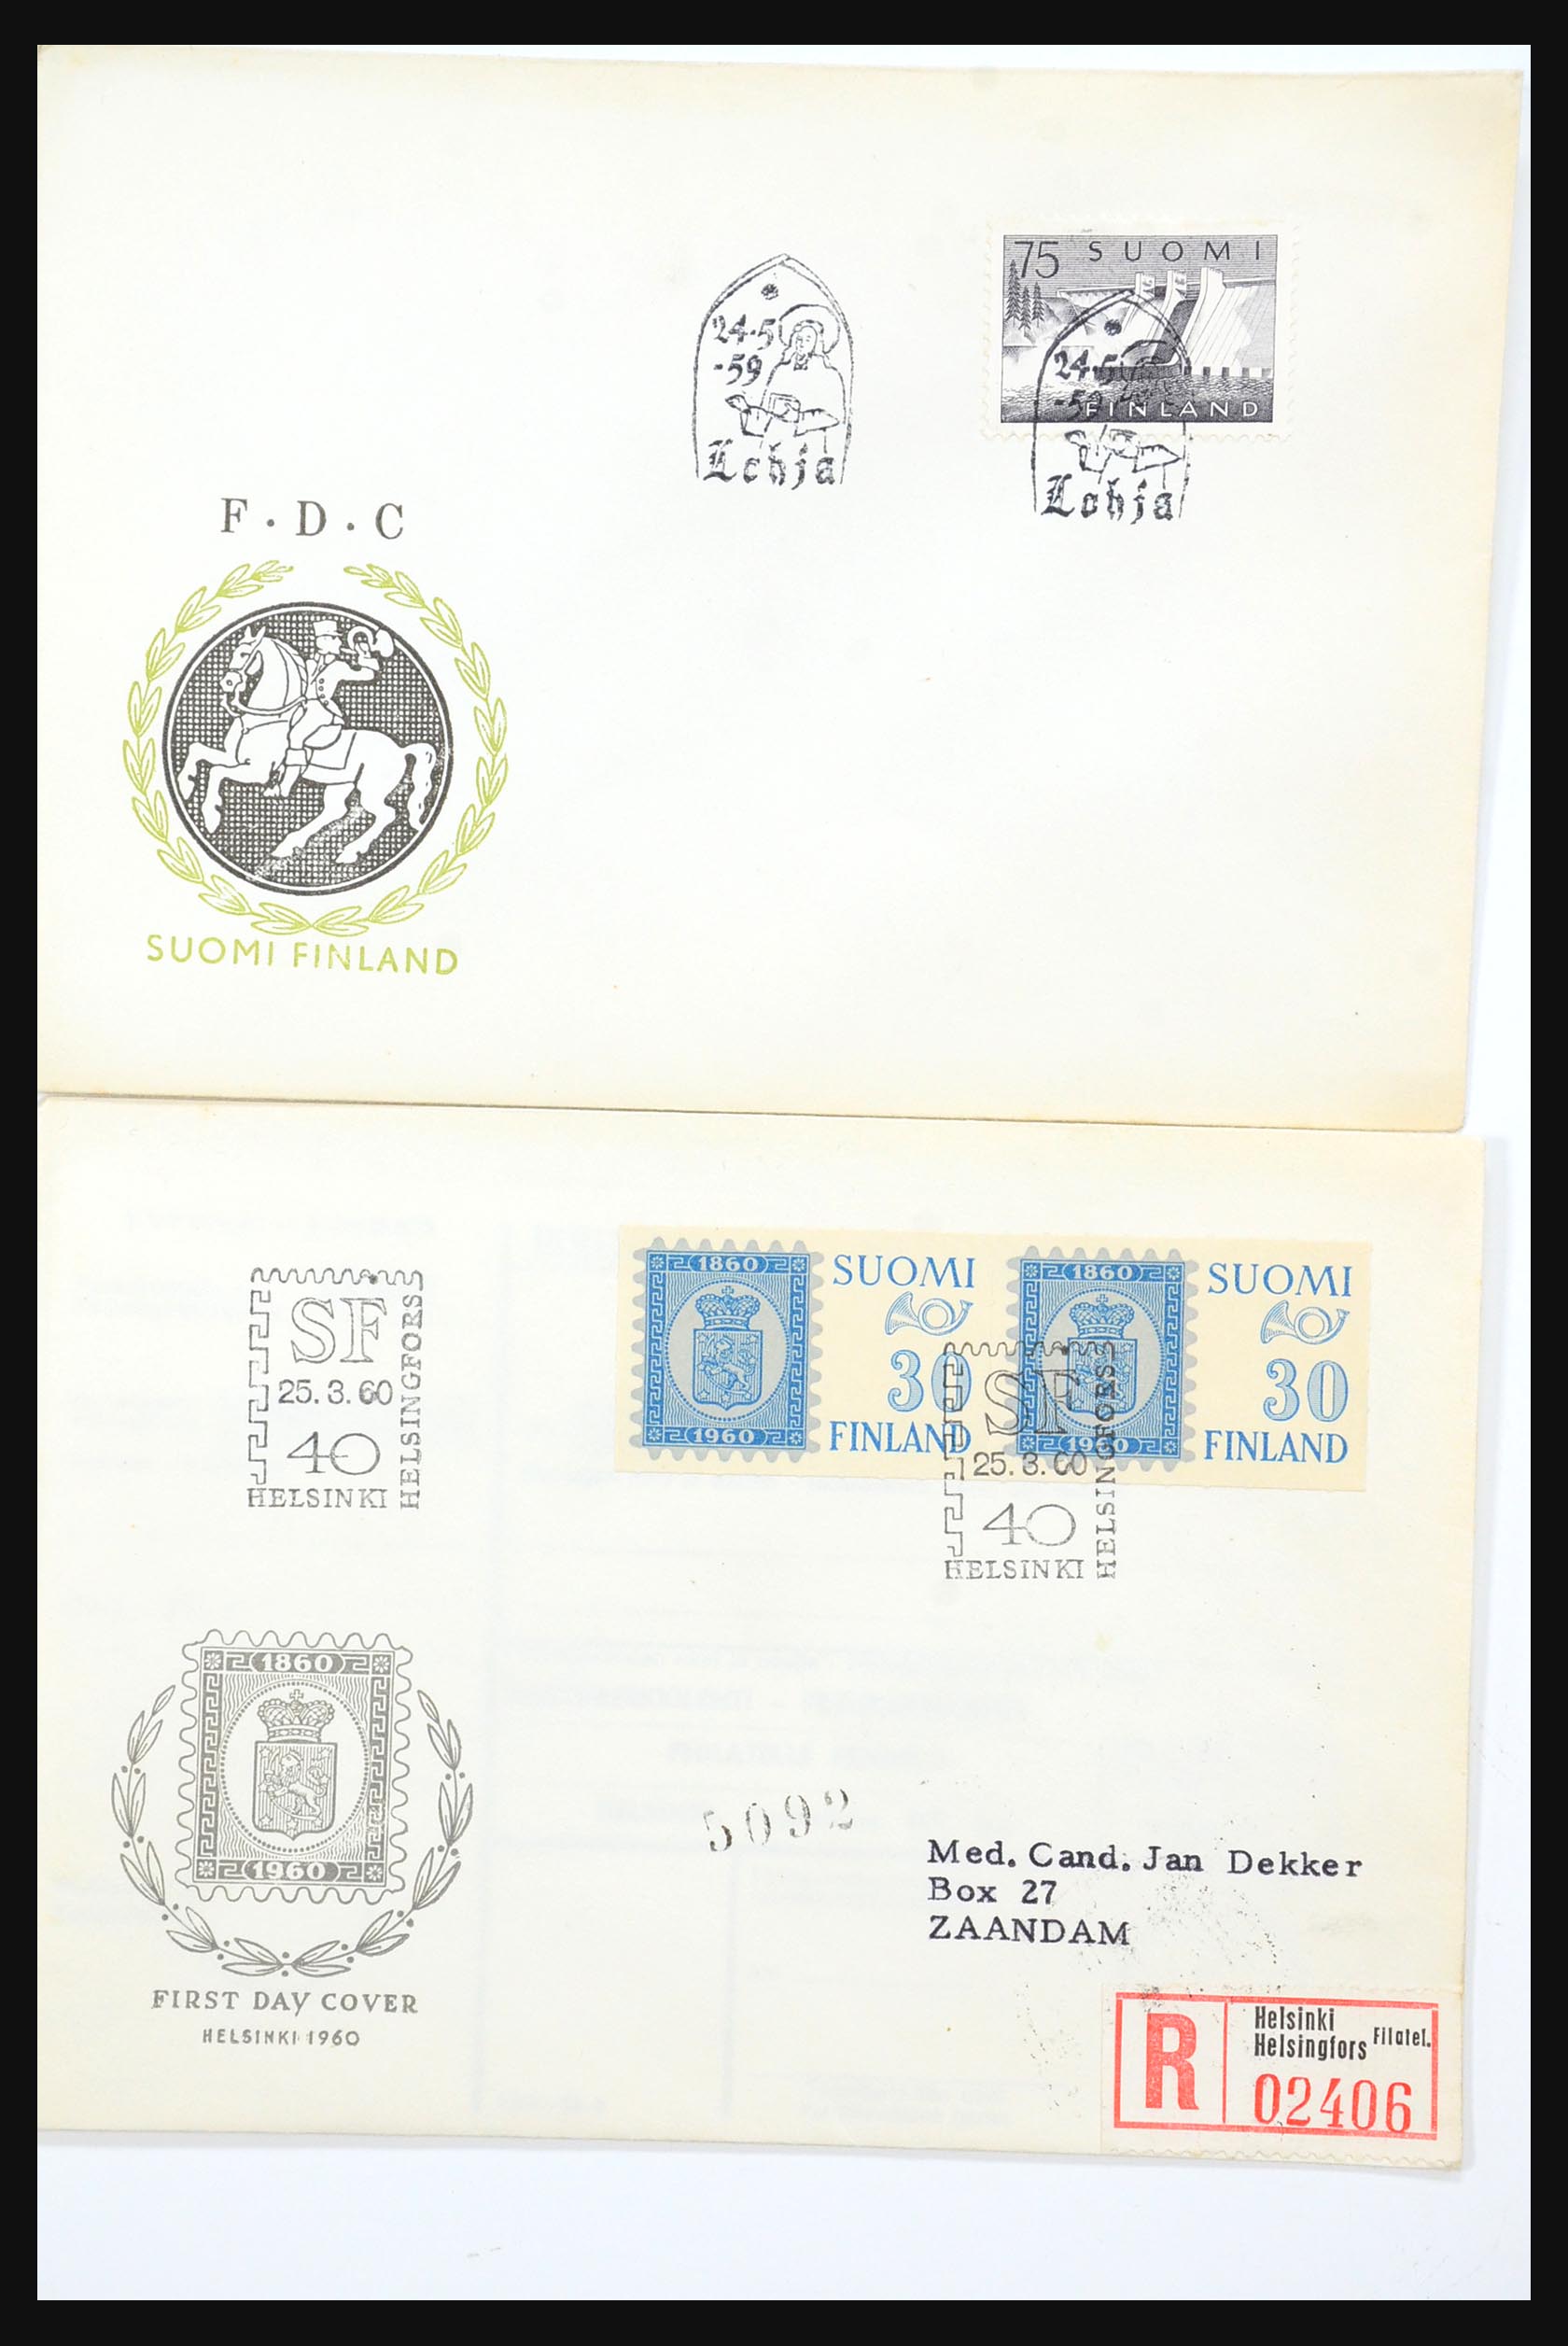 75 SUOMI
FINLAND
24.5
-59
Lohja
24.5
-59
Lohja
F.D.C
SUOMI FINLAND
SF
25.3.60
40
HELSINKI
HELSINGFORS
1860
1960
SUOMI
30
FINLAND
1860
1960
SUOMI
30
FINLAND
SF
25.3.60
40
HELSINKI
HELSINGFORS
1860
1960
FIRST DAY COVER
HELSINKI 1960
5092
Med. Cand. Jan Dekker
Box 27
ZAANDAM
R
Helsinki
Helsingfors Filatel.
02406